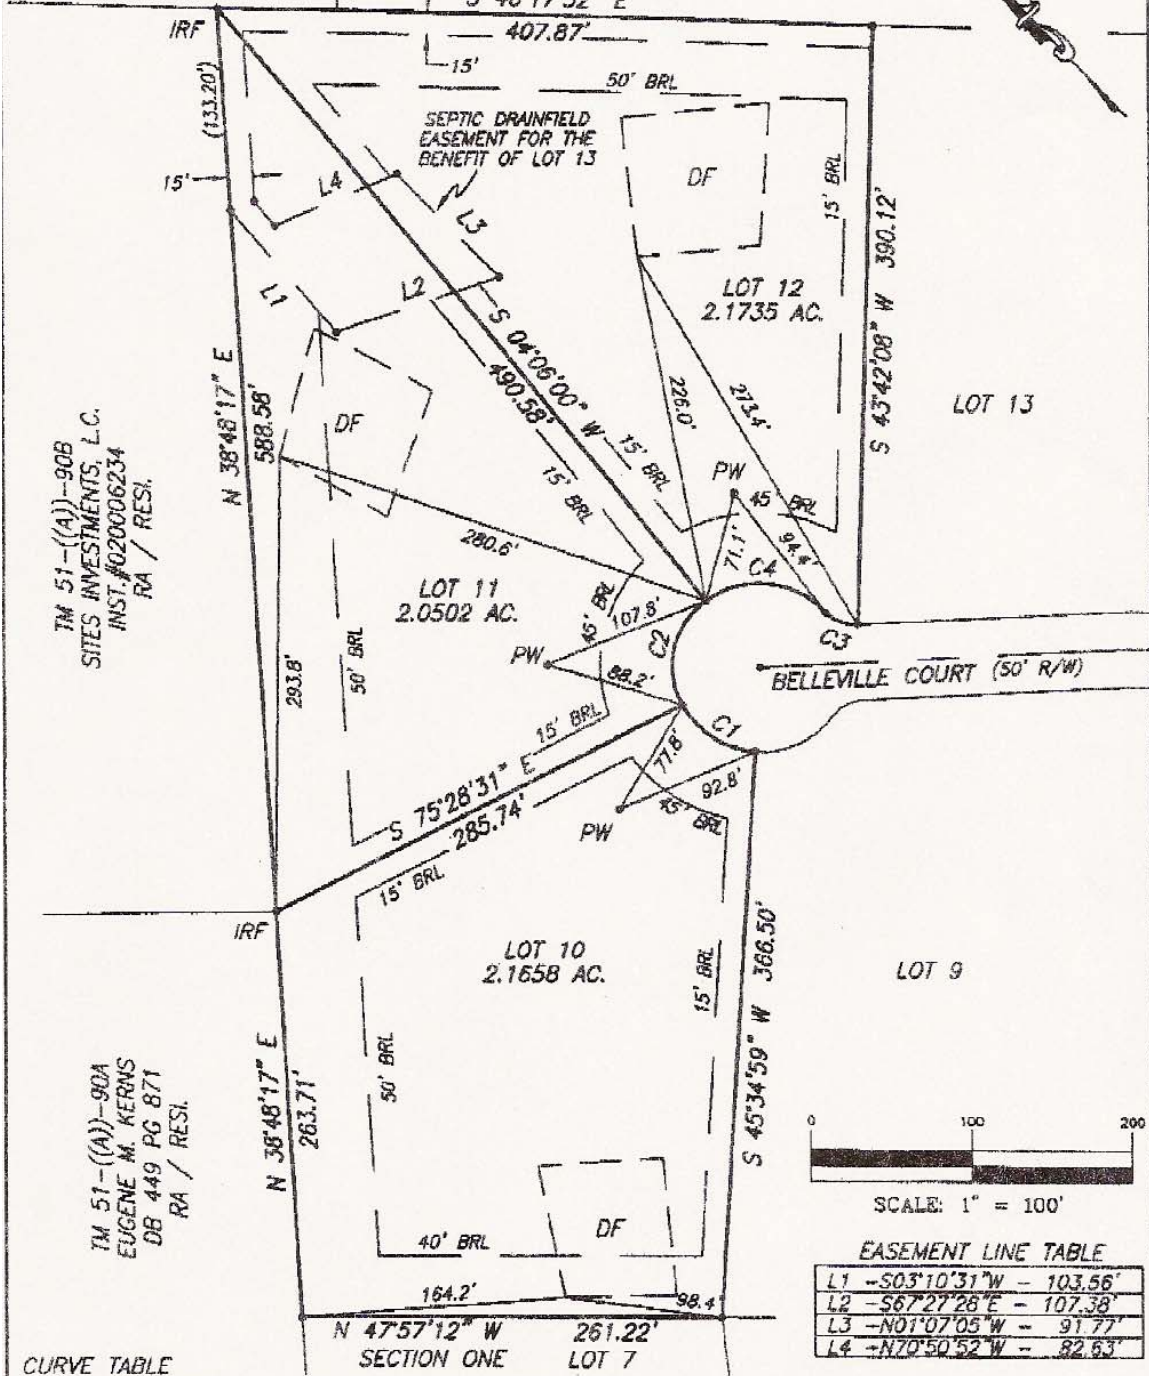 IRF
407.87'
15'
(133.20')
50' BRL
SEPTIC DRAINFIELD
EASEMENT FOR THE
BENEFIT OF LOT 13
15'
L4
L3
DF
15' BRL
S 43°42'08" W 390.12'
L1
L2
LOT 12
2.1735 AC.
S 04°06'00" W
490.58'
N 38°48'17" E
588.58'
DF
226.0'
273.4'
LOT 13
15' BRL
15' BRL
PW
45' BRL
TM 51-((A))-90B
SITES INVESTMENTS, L.C.
INST.#020006234
RA / RESI.
280.6'
71.1'
94.4'
C4
LOT 11
2.0502 AC.
45' BRL
107.8'
C2
C3
PW
88.2'
BELLEVILLE COURT (50' R/W)
50' BRL
293.8'
15' BRL
C1
S 75°28'31" E
285.74'
77.8'
92.8'
45' BRL
PW
15' BRL
IRF
LOT 10
2.1658 AC.
15' BRL
S 45°34'59" W 366.50'
LOT 9
TM 51-((A))-90A
EUGENE M. KERNS
DB 449 PG 871
RA / RESI.
N 38°48'17" E
263.71'
50' BRL
0 100 200
SCALE: 1" = 100'
DF
40' BRL
164.2'
98.4'
N 47°57'12" W 261.22'
SECTION ONE LOT 7
EASEMENT LINE TABLE
L1 -S03°10'31"W - 103.56'
L2 -S67°27'28"E - 107.38'
L3 -N01°07'05"W - 91.77'
L4 -N70°50'52"W - 82.63'
CURVE TABLE